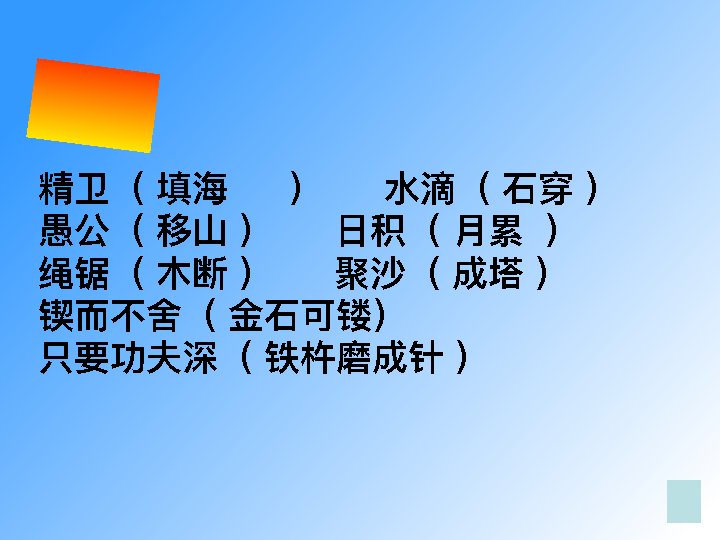 精卫（填海　　）　　水滴（石穿）
愚公（移山）　　日积（月累 ）
绳锯（木断）　　聚沙（成塔）
锲而不舍（金石可镂）
只要功夫深（铁杵磨成针）